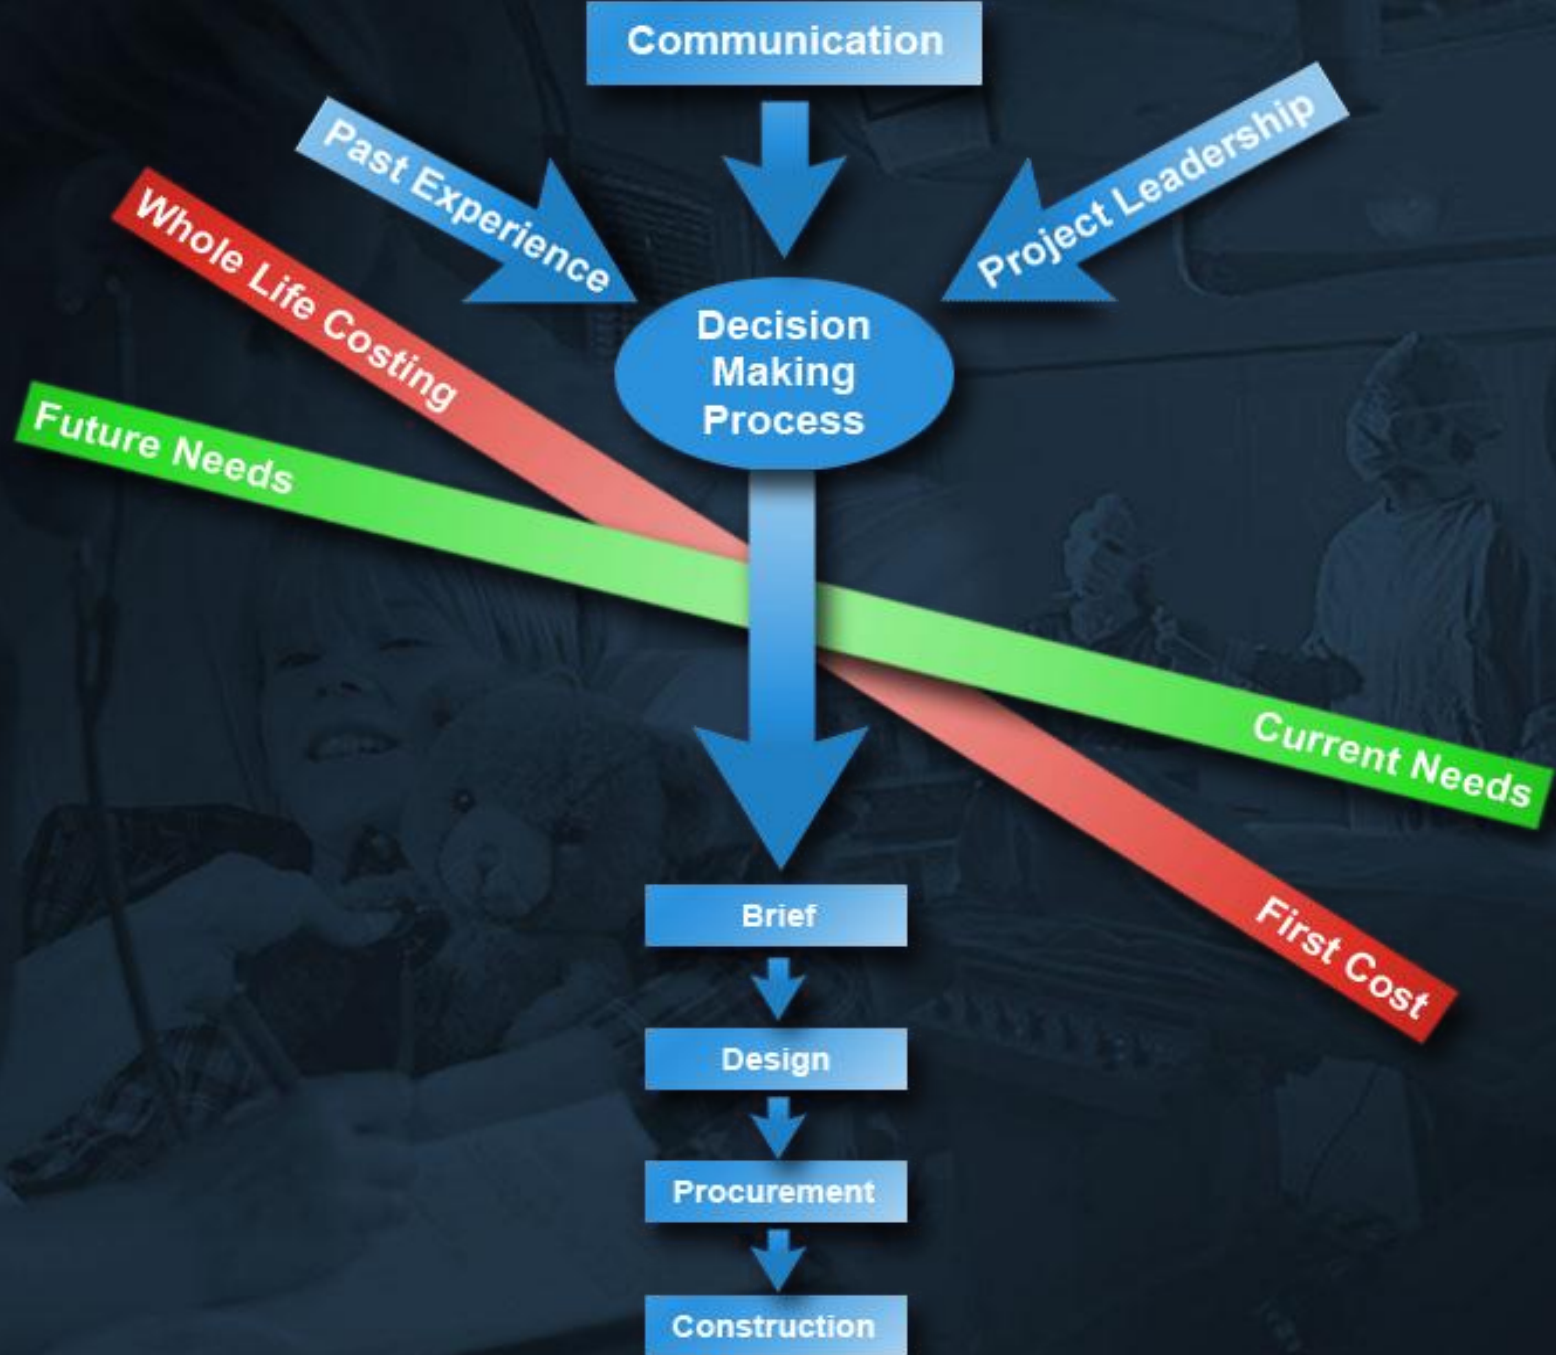 Communication
Past Experience
Project Leadership
Whole Life Costing
Decision
Making
Process
Future Needs
Current Needs
First Cost
Brief
Design
Procurement
Construction